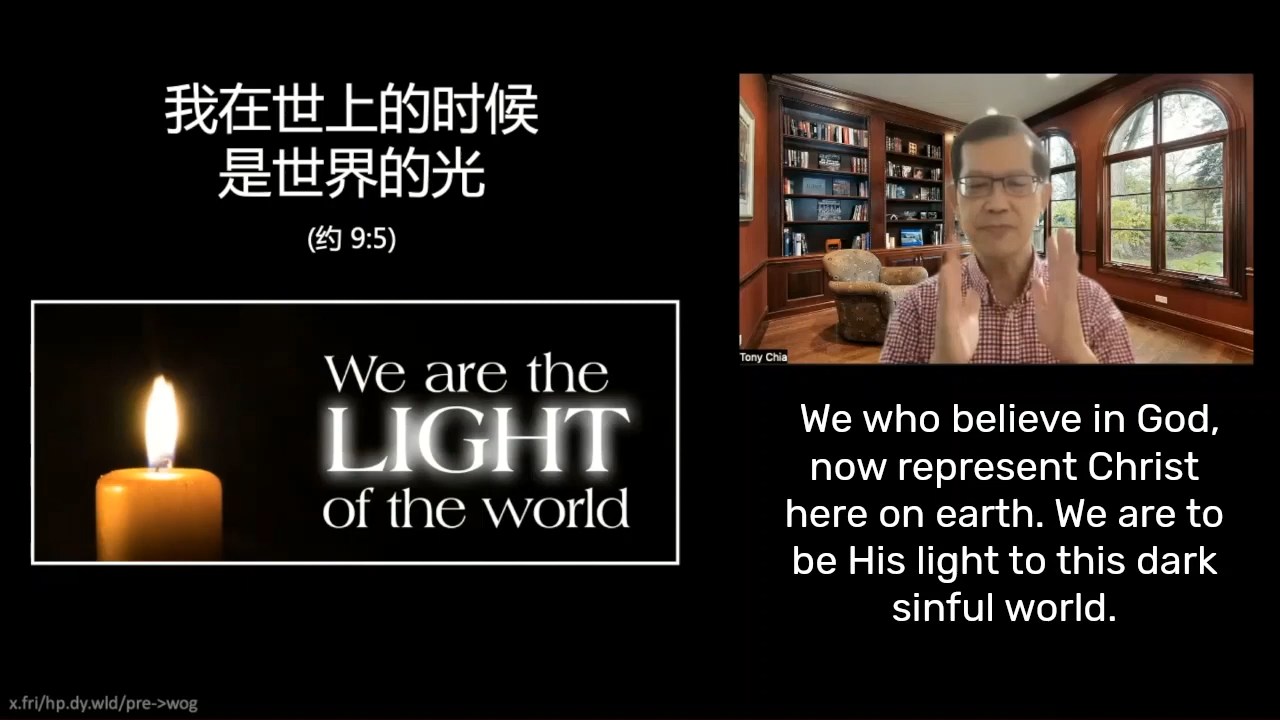 我在世上的时候
是世界的光
(约 9:5)
We are the
LIGHT
of the world
Tony Chia
We who believe in God,
now represent Christ
here on earth. We are to
be His light to this dark
sinful world.
x.fri/hp.dy.wld/pre->wog